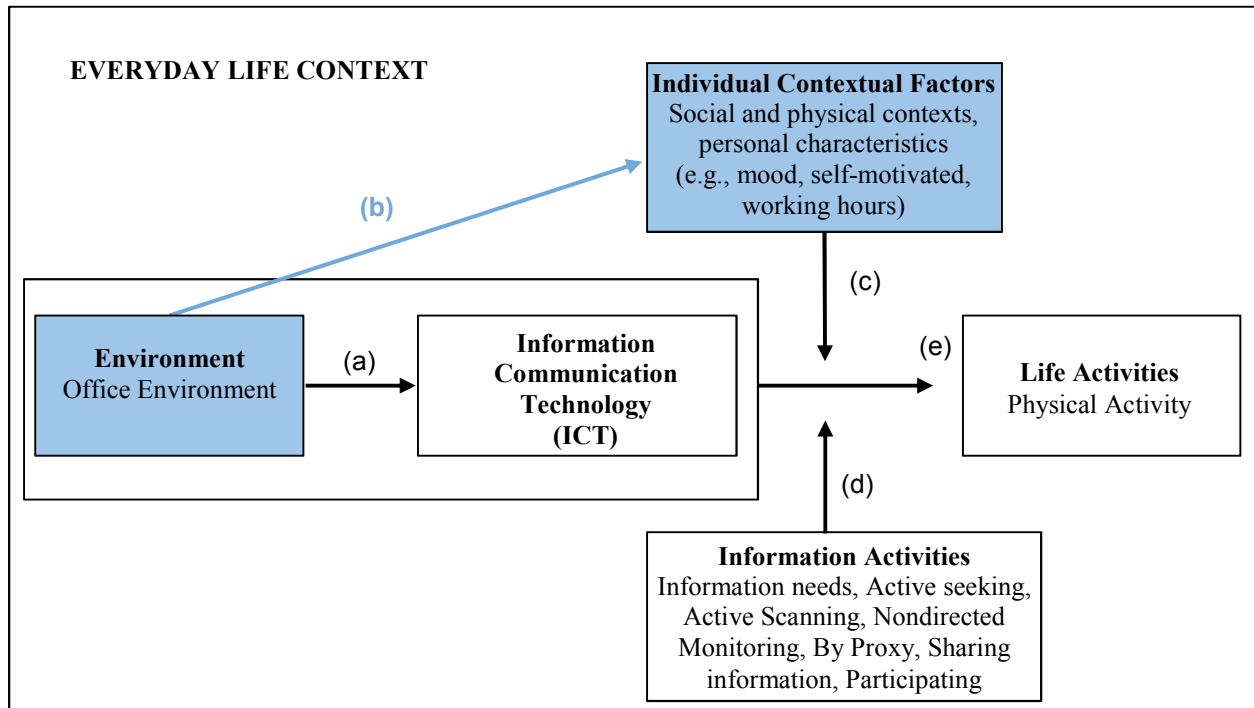 EVERYDAY LIFE CONTEXT
Individual Contextual Factors
Social and physical contexts,
personal characteristics
(e.g., mood, self-motivated,
working hours)
(b)
(c)
Environment
Office Environment
(a)
Information
Communication
Technology
(ICT)
(e)
Life Activities
Physical Activity
(d)
Information Activities
Information needs, Active seeking,
Active Scanning, Nondirected
Monitoring, By Proxy, Sharing
information, Participating